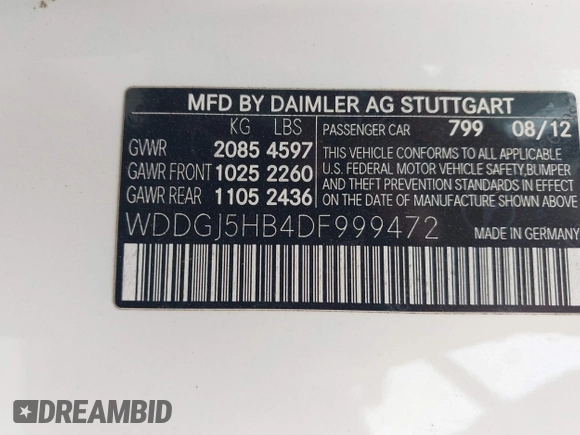 MFD BY DAIMLER AG STUTTGART
KG LBS PASSENGER CAR 799 08/12
GVWR 2085 4597
GAWR FRONT 1025 2260
GAWR REAR 1105 2436
THIS VEHICLE CONFORMS TO ALL APPLICABLE
U.S. FEDERAL MOTOR VEHICLE SAFETY, BUMPER
AND THEFT PREVENTION STANDARDS IN EFFECT
ON THE DATE OF MANUFACTURE SHOWN ABOVE
WDDGJ5HB4DF999472 MADE IN GERMANY
DREAMBID